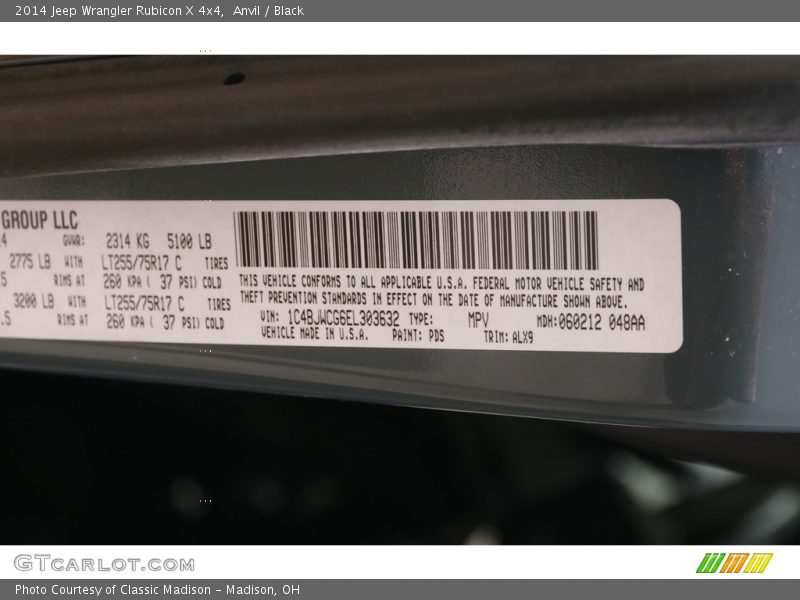 2014 Jeep Wrangler Rubicon X 4x4,  Anvil / Black
GROUP LLC
4 GVWR: 2314 KG 5100 LB
2775 LB WITH LT255/75R17 C TIRES
5 RIMS AT 260 KPA ( 37 PSI) COLD
3200 LB WITH LT255/75R17 C TIRES
.5 RIMS AT 260 KPA ( 37 PSI) COLD
THIS VEHICLE CONFORMS TO ALL APPLICABLE U.S.A. FEDERAL MOTOR VEHICLE SAFETY AND
THEFT PREVENTION STANDARDS IN EFFECT ON THE DATE OF MANUFACTURE SHOWN ABOVE.
VIN: 1C4BJWCG6EL303632 TYPE: MPV MDH:060212 048AA
VEHICLE MADE IN U.S.A. PAINT: PDS TRIM: ALX9
GTCARLOT.COM
Photo Courtesy of Classic Madison - Madison, OH